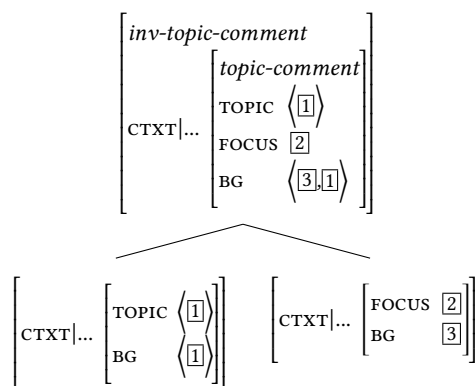 inv-topic-comment
topic-comment
TOPIC ⟨1⟩
CTXT|... FOCUS 2
BG ⟨3,1⟩
TOPIC ⟨1⟩
CTXT|...
BG ⟨1⟩
FOCUS 2
CTXT|...
BG 3